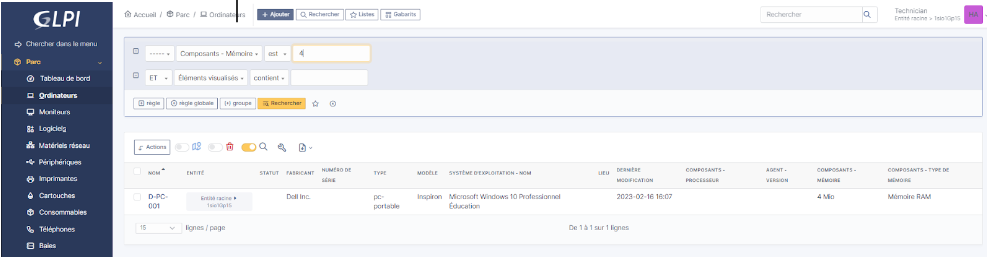 GLPI
Chercher dans le menu
Parc
Tableau de bord
Ordinateurs
Moniteurs
Logiciels
Matériels réseau
Périphériques
Imprimantes
Cartouches
Consommables
Téléphones
Baies
Accueil / Parc / Ordinateurs
+ Ajouter
Rechercher
Listes
Gabarits
Rechercher
Technicien
Entité racine > 1sio10p15
----- Composants - Mémoire est 4
ET Éléments visualisés contient
règle
règle globale
(+) groupe
Rechercher
Actions
NOM ENTITÉ STATUT FABRICANT NUMÉRO DE SÉRIE TYPE MODÈLE SYSTÈME D'EXPLOITATION - NOM LIEU DERNIÈRE MODIFICATION COMPOSANTS - PROCESSEUR AGENT - VERSION COMPOSANTS - MÉMOIRE COMPOSANTS - TYPE DE MÉMOIRE
D-PC-001 Entité racine > 1sio10p15 Dell Inc. pc-portable Inspiron Microsoft Windows 10 Professionnel Éducation 2023-02-16 16:07 4 Mio Mémoire RAM
15 lignes / page
De 1 à 1 sur 1 lignes